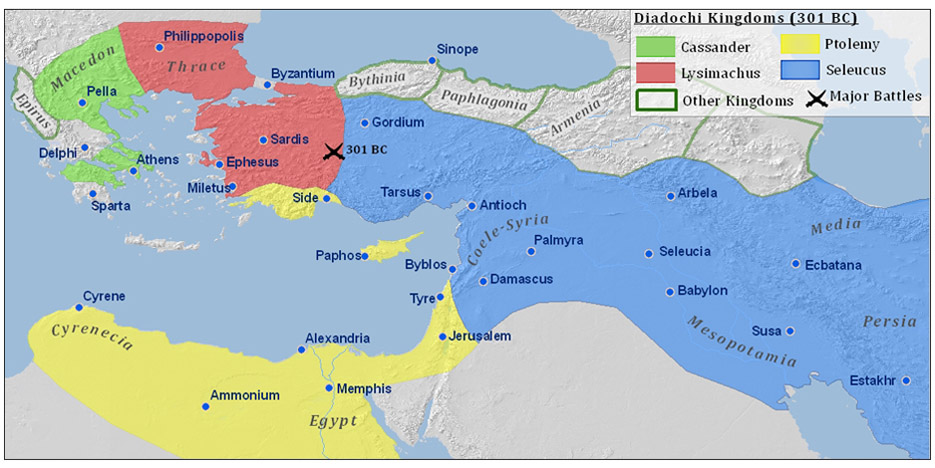 Diadochi Kingdoms (301 BC)
Cassander
Ptolemy
Lysimachus
Seleucus
Other Kingdoms
Major Battles
Philippopolis
Macedon
Thrace
Sinope
Byzantium
Bythinia
Pella
Paphlagonia
Armenia
Epirus
Gordium
Sardis
301 BC
Delphi
Athens
Ephesus
Miletus
Side
Tarsus
Arbela
Sparta
Antioch
Coele-Syria
Media
Palmyra
Paphos
Seleucia
Byblos
Ecbatana
Damascus
Cyrene
Tyre
Babylon
Cyrenecia
Alexandria
Jerusalem
Mesopotamia
Susa
Persia
Memphis
Ammonium
Estakhr
Egypt